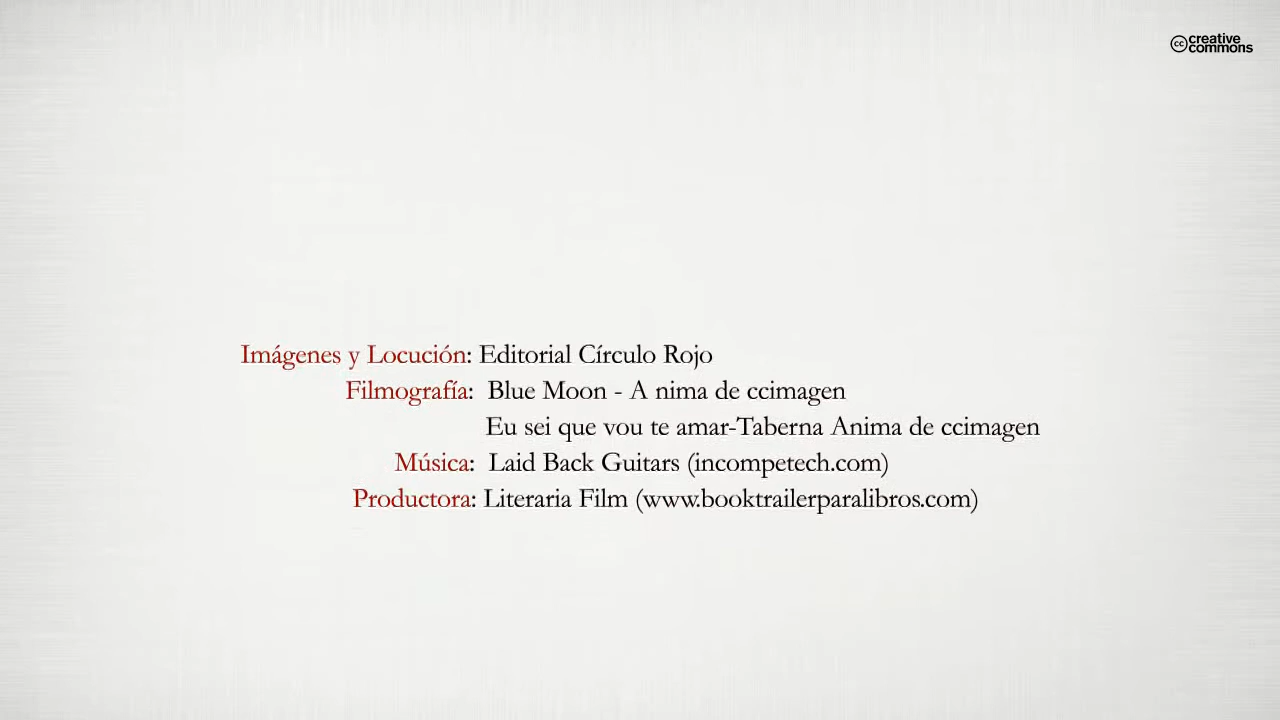 cc creative
commons
Imágenes y Locución: Editorial Círculo Rojo
Filmografía: Blue Moon - A nima de ccimagen
Eu sei que vou te amar-Taberna Anima de ccimagen
Música: Laid Back Guitars (incompetech.com)
Productora: Literaria Film (www.booktrailerparalibros.com)